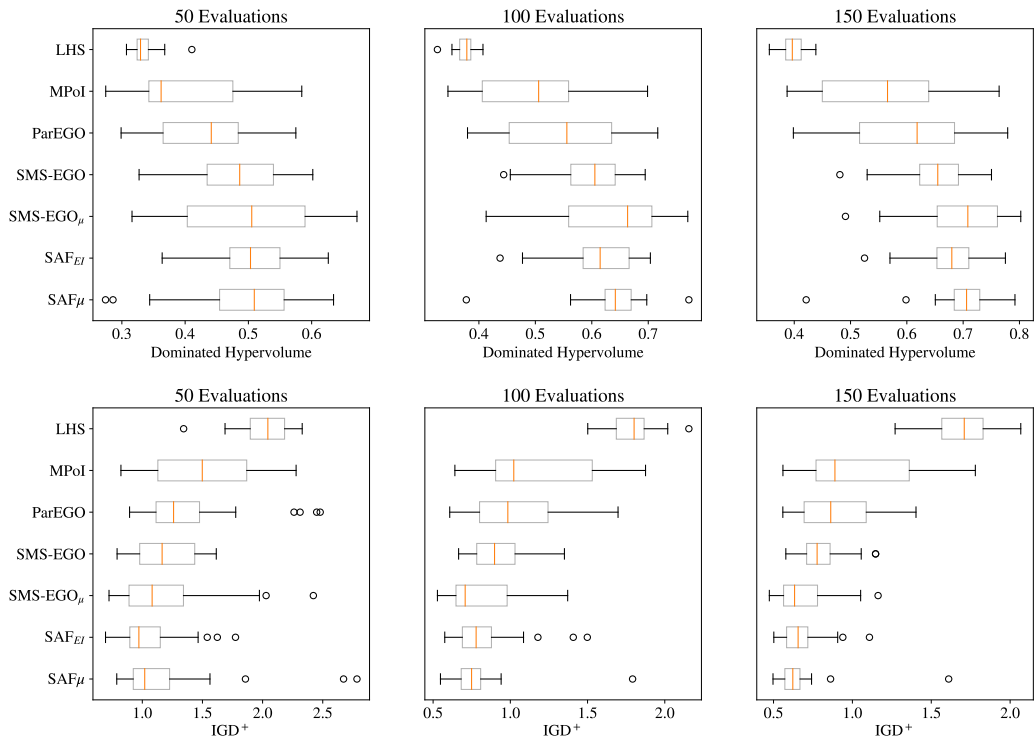 50 Evaluations
100 Evaluations
150 Evaluations
LHS
MPoI
ParEGO
SMS-EGO
SMS-EGO_μ
SAF_EI
SAFμ
0.3 0.4 0.5 0.6
0.4 0.5 0.6 0.7
0.4 0.5 0.6 0.7 0.8
Dominated Hypervolume
Dominated Hypervolume
Dominated Hypervolume
50 Evaluations
100 Evaluations
150 Evaluations
LHS
MPoI
ParEGO
SMS-EGO
SMS-EGO_μ
SAF_EI
SAFμ
1.0 1.5 2.0 2.5
0.5 1.0 1.5 2.0
0.5 1.0 1.5 2.0
IGD⁺
IGD⁺
IGD⁺